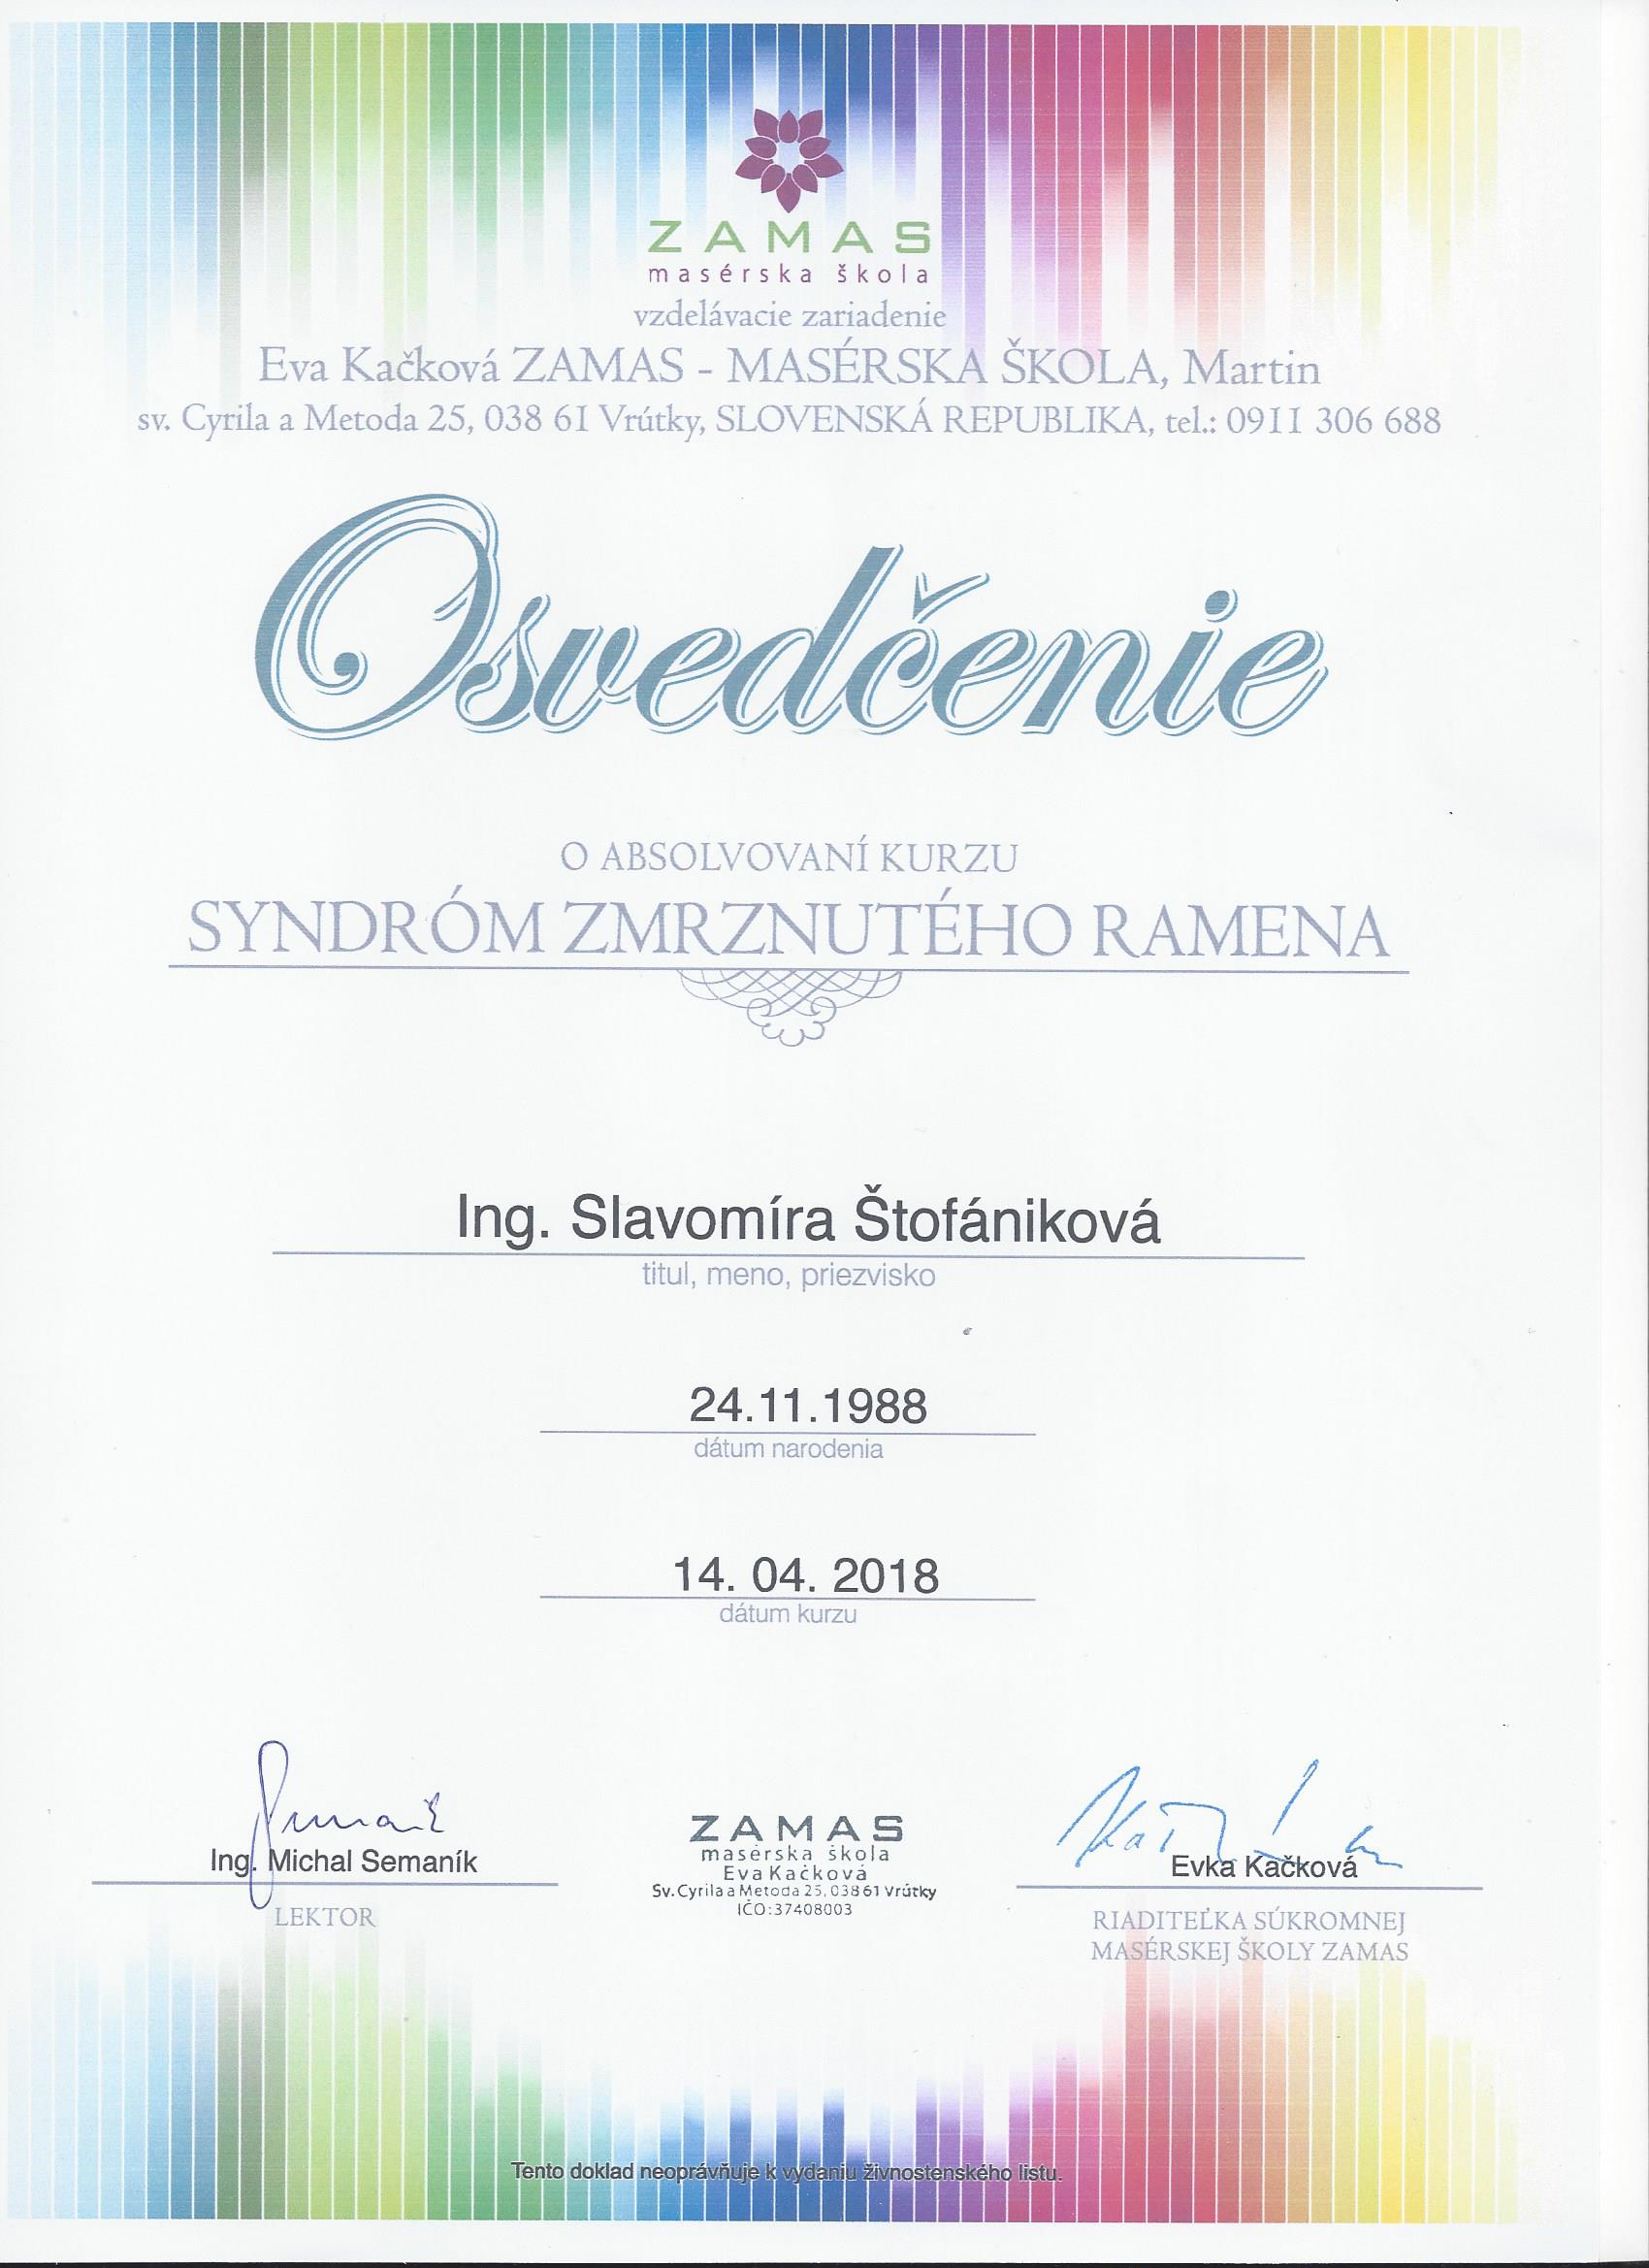 ZAMAS
masérska škola
vzdelávacie zariadenie
Eva Kačková ZAMAS - MASÉRSKA ŠKOLA, Martin
sv. Cyrila a Metoda 25, 038 61 Vrútky, SLOVENSKÁ REPUBLIKA, tel.: 0911 306 688
Osvedčenie
O ABSOLVOVANÍ KURZU
SYNDRÓM ZMRZNUTÉHO RAMENA
Ing. Slavomíra Štofániková
titul, meno, priezvisko
24.11.1988
dátum narodenia
14. 04. 2018
dátum kurzu
Ing. Michal Semaník
LEKTOR
ZAMAS
masérska škola
Eva Kačková
Sv. Cyrila a Metoda 25, 03861 Vrútky
IČO:37408003
Evka Kačková
RIADITEĽKA SÚKROMNEJ
MASÉRSKEJ ŠKOLY ZAMAS
Tento doklad neoprávňuje k vydaniu živnostenského listu.